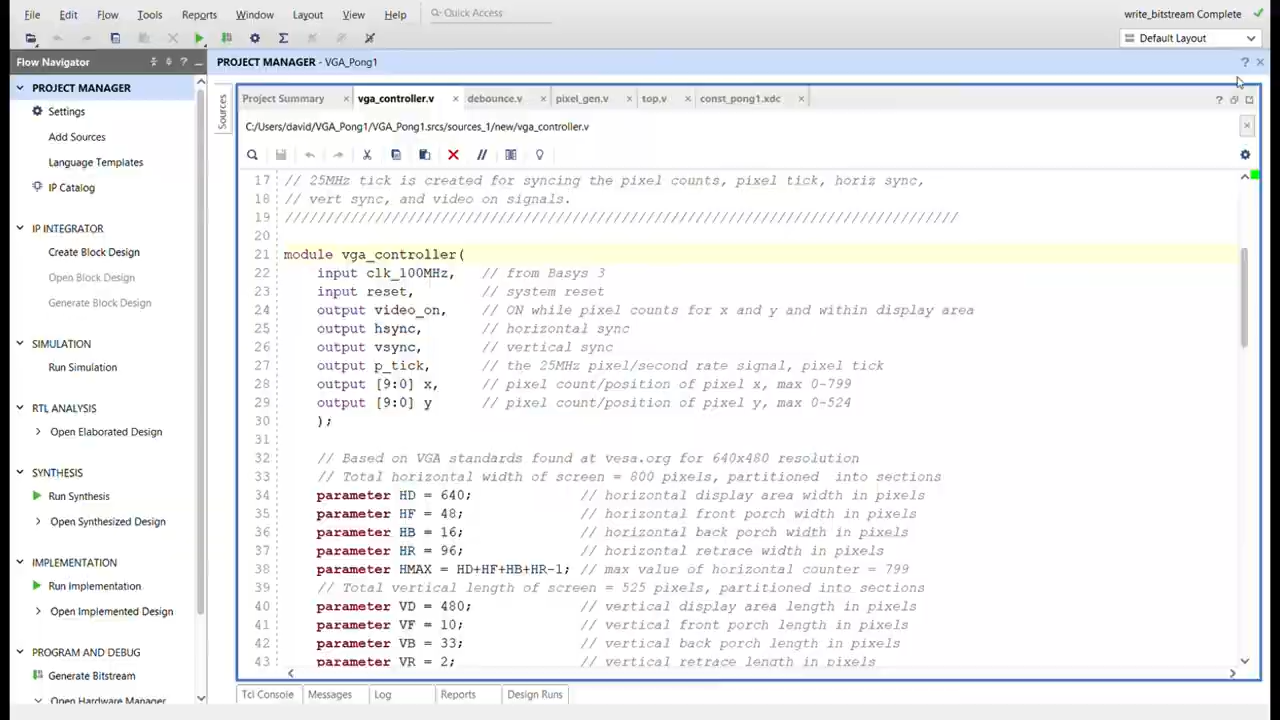 File Edit Flow Tools Reports Window Layout View Help Quick Access write_bitstream Complete
Default Layout
Flow Navigator
PROJECT MANAGER - VGA_Pong1
PROJECT MANAGER
Settings
Add Sources
Language Templates
IP Catalog
IP INTEGRATOR
Create Block Design
Open Block Design
Generate Block Design
SIMULATION
Run Simulation
RTL ANALYSIS
Open Elaborated Design
SYNTHESIS
Run Synthesis
Open Synthesized Design
IMPLEMENTATION
Run Implementation
Open Implemented Design
PROGRAM AND DEBUG
Generate Bitstream
Open Hardware Manager
Sources
Project Summary vga_controller.v debounce.v pixel_gen.v top.v const_pong1.xdc
C:/Users/david/VGA_Pong1/VGA_Pong1.srcs/sources_1/new/vga_controller.v
17 // 25MHz tick is created for syncing the pixel counts, pixel tick, horiz sync,
18 // vert sync, and video on signals.
19 //////////////////////////////////////////////////////////////////////////////////
20
21 module vga_controller(
22 input clk_100MHz, // from Basys 3
23 input reset, // system reset
24 output video_on, // ON while pixel counts for x and y and within display area
25 output hsync, // horizontal sync
26 output vsync, // vertical sync
27 output p_tick, // the 25MHz pixel/second rate signal, pixel tick
28 output [9:0] x, // pixel count/position of pixel x, max 0-799
29 output [9:0] y // pixel count/position of pixel y, max 0-524
30 );
31
32 // Based on VGA standards found at vesa.org for 640x480 resolution
33 // Total horizontal width of screen = 800 pixels, partitioned into sections
34 parameter HD = 640; // horizontal display area width in pixels
35 parameter HF = 48; // horizontal front porch width in pixels
36 parameter HB = 16; // horizontal back porch width in pixels
37 parameter HR = 96; // horizontal retrace width in pixels
38 parameter HMAX = HD+HF+HB+HR-1; // max value of horizontal counter = 799
39 // Total vertical length of screen = 525 pixels, partitioned into sections
40 parameter VD = 480; // vertical display area length in pixels
41 parameter VF = 10; // vertical front porch length in pixels
42 parameter VB = 33; // vertical back porch length in pixels
43 parameter VR = 2; // vertical retrace length in pixels
Tcl Console Messages Log Reports Design Runs